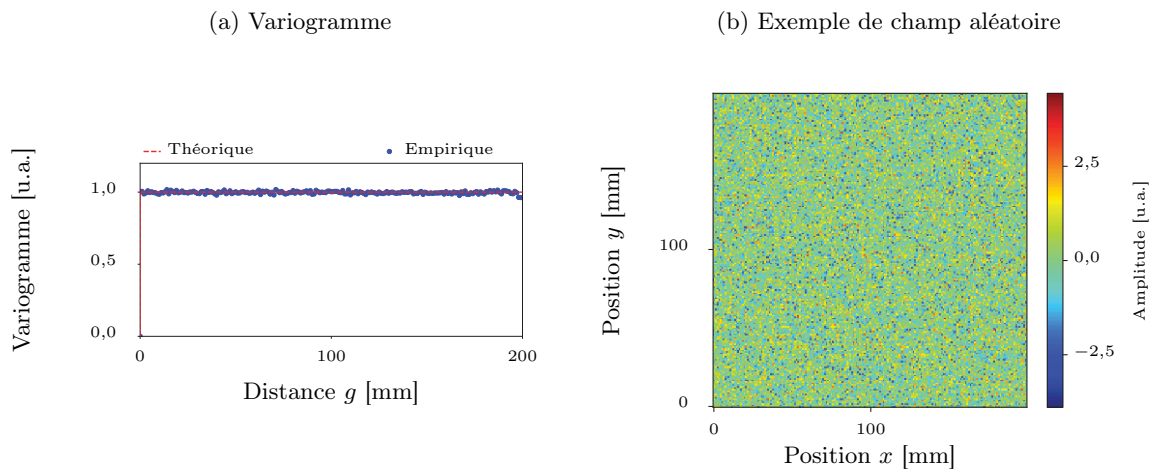 (a) Variogramme
Théorique
Empirique
Variogramme [u.a.]
1,0
0,5
0,0
0
100
200
Distance g [mm]
(b) Exemple de champ aléatoire
Position y [mm]
100
0
0
100
Position x [mm]
2,5
0,0
−2,5
Amplitude [u.a.]